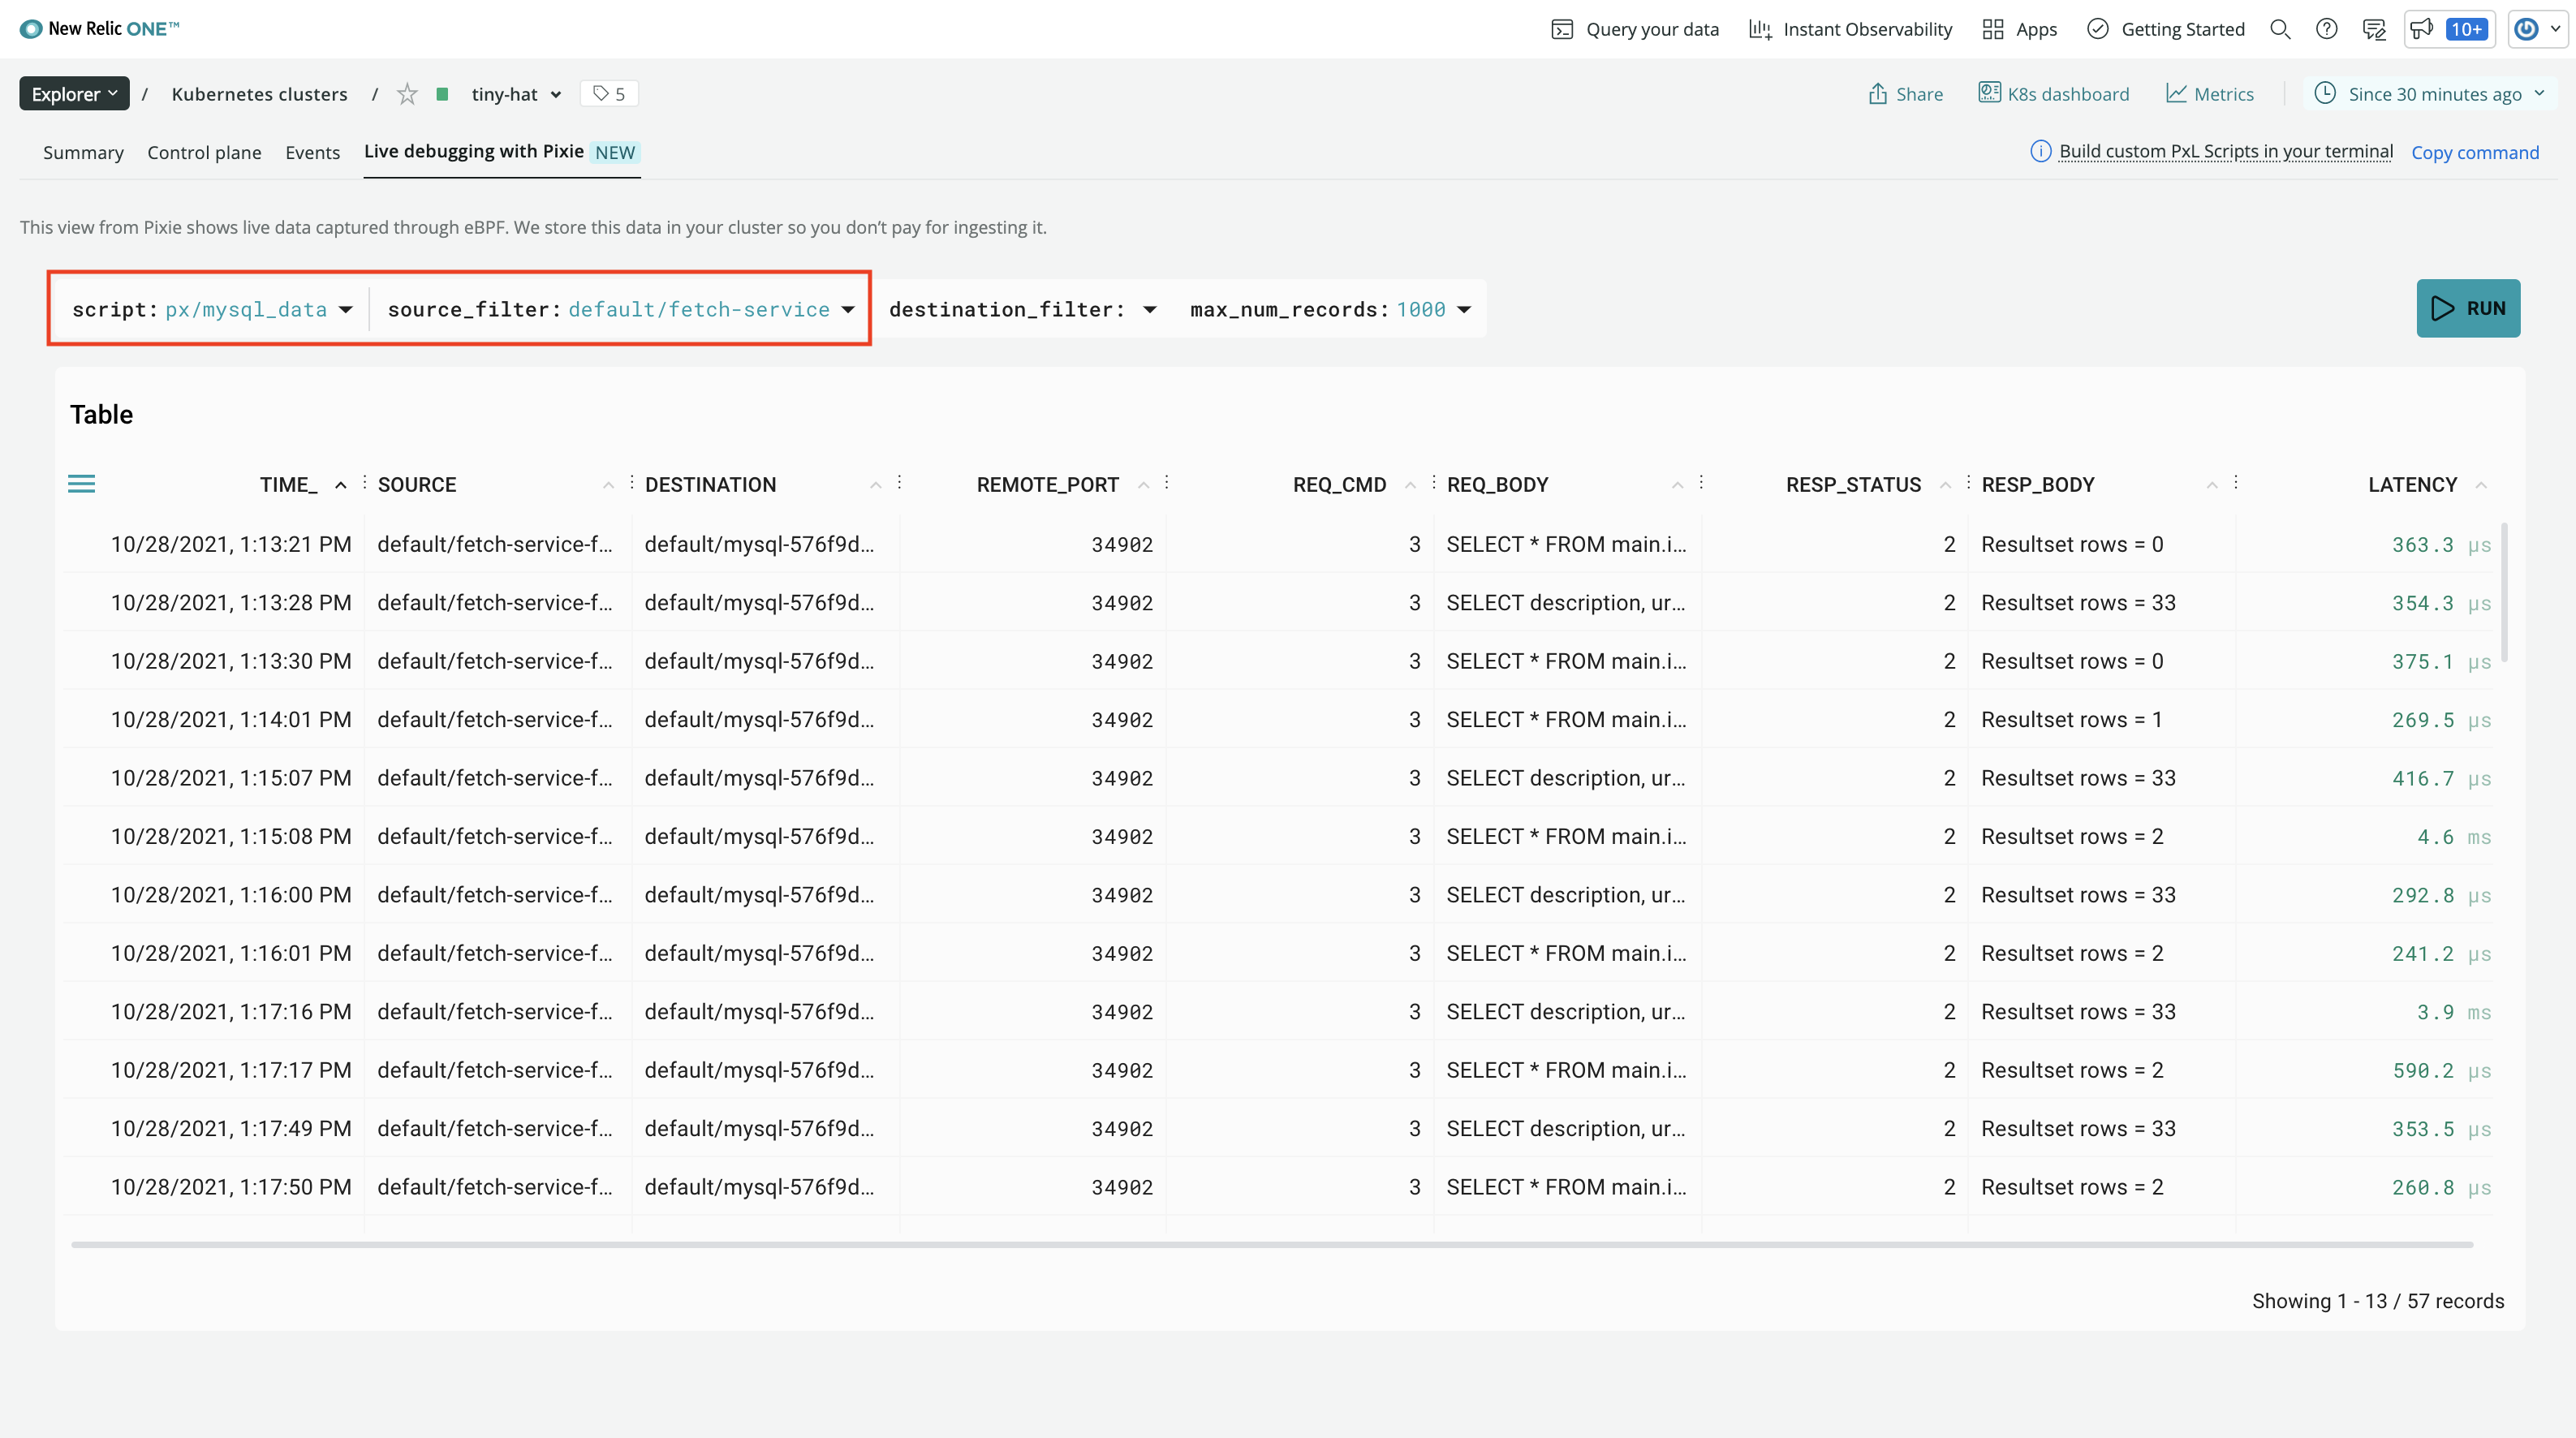 New Relic ONE™ Query your data Instant Observability Apps Getting Started 10+
Explorer / Kubernetes clusters / tiny-hat 5 Share K8s dashboard Metrics Since 30 minutes ago
Summary Control plane Events Live debugging with Pixie NEW Build custom PxL Scripts in your terminal Copy command
This view from Pixie shows live data captured through eBPF. We store this data in your cluster so you don’t pay for ingesting it.
script: px/mysql_data source_filter: default/fetch-service destination_filter: max_num_records: 1000 RUN
Table
TIME_ SOURCE DESTINATION REMOTE_PORT REQ_CMD REQ_BODY RESP_STATUS RESP_BODY LATENCY
10/28/2021, 1:13:21 PM default/fetch-service-f... default/mysql-576f9d... 34902 3 SELECT * FROM main.i... 2 Resultset rows = 0 363.3 µs
10/28/2021, 1:13:28 PM default/fetch-service-f... default/mysql-576f9d... 34902 3 SELECT description, ur... 2 Resultset rows = 33 354.3 µs
10/28/2021, 1:13:30 PM default/fetch-service-f... default/mysql-576f9d... 34902 3 SELECT * FROM main.i... 2 Resultset rows = 0 375.1 µs
10/28/2021, 1:14:01 PM default/fetch-service-f... default/mysql-576f9d... 34902 3 SELECT * FROM main.i... 2 Resultset rows = 1 269.5 µs
10/28/2021, 1:15:07 PM default/fetch-service-f... default/mysql-576f9d... 34902 3 SELECT description, ur... 2 Resultset rows = 33 416.7 µs
10/28/2021, 1:15:08 PM default/fetch-service-f... default/mysql-576f9d... 34902 3 SELECT * FROM main.i... 2 Resultset rows = 2 4.6 ms
10/28/2021, 1:16:00 PM default/fetch-service-f... default/mysql-576f9d... 34902 3 SELECT description, ur... 2 Resultset rows = 33 292.8 µs
10/28/2021, 1:16:01 PM default/fetch-service-f... default/mysql-576f9d... 34902 3 SELECT * FROM main.i... 2 Resultset rows = 2 241.2 µs
10/28/2021, 1:17:16 PM default/fetch-service-f... default/mysql-576f9d... 34902 3 SELECT description, ur... 2 Resultset rows = 33 3.9 ms
10/28/2021, 1:17:17 PM default/fetch-service-f... default/mysql-576f9d... 34902 3 SELECT * FROM main.i... 2 Resultset rows = 2 590.2 µs
10/28/2021, 1:17:49 PM default/fetch-service-f... default/mysql-576f9d... 34902 3 SELECT description, ur... 2 Resultset rows = 33 353.5 µs
10/28/2021, 1:17:50 PM default/fetch-service-f... default/mysql-576f9d... 34902 3 SELECT * FROM main.i... 2 Resultset rows = 2 260.8 µs
Showing 1 - 13 / 57 records